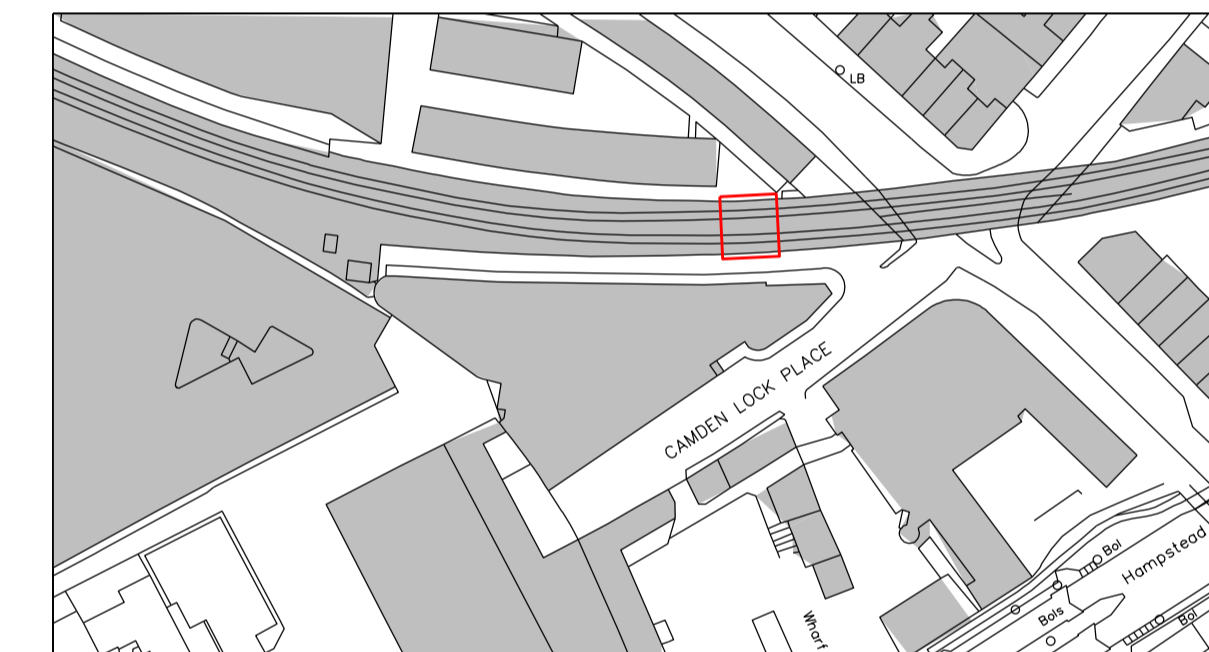 LB
CAMDEN LOCK PLACE
Bol
Hampstead
Bols
Bol
Wharf